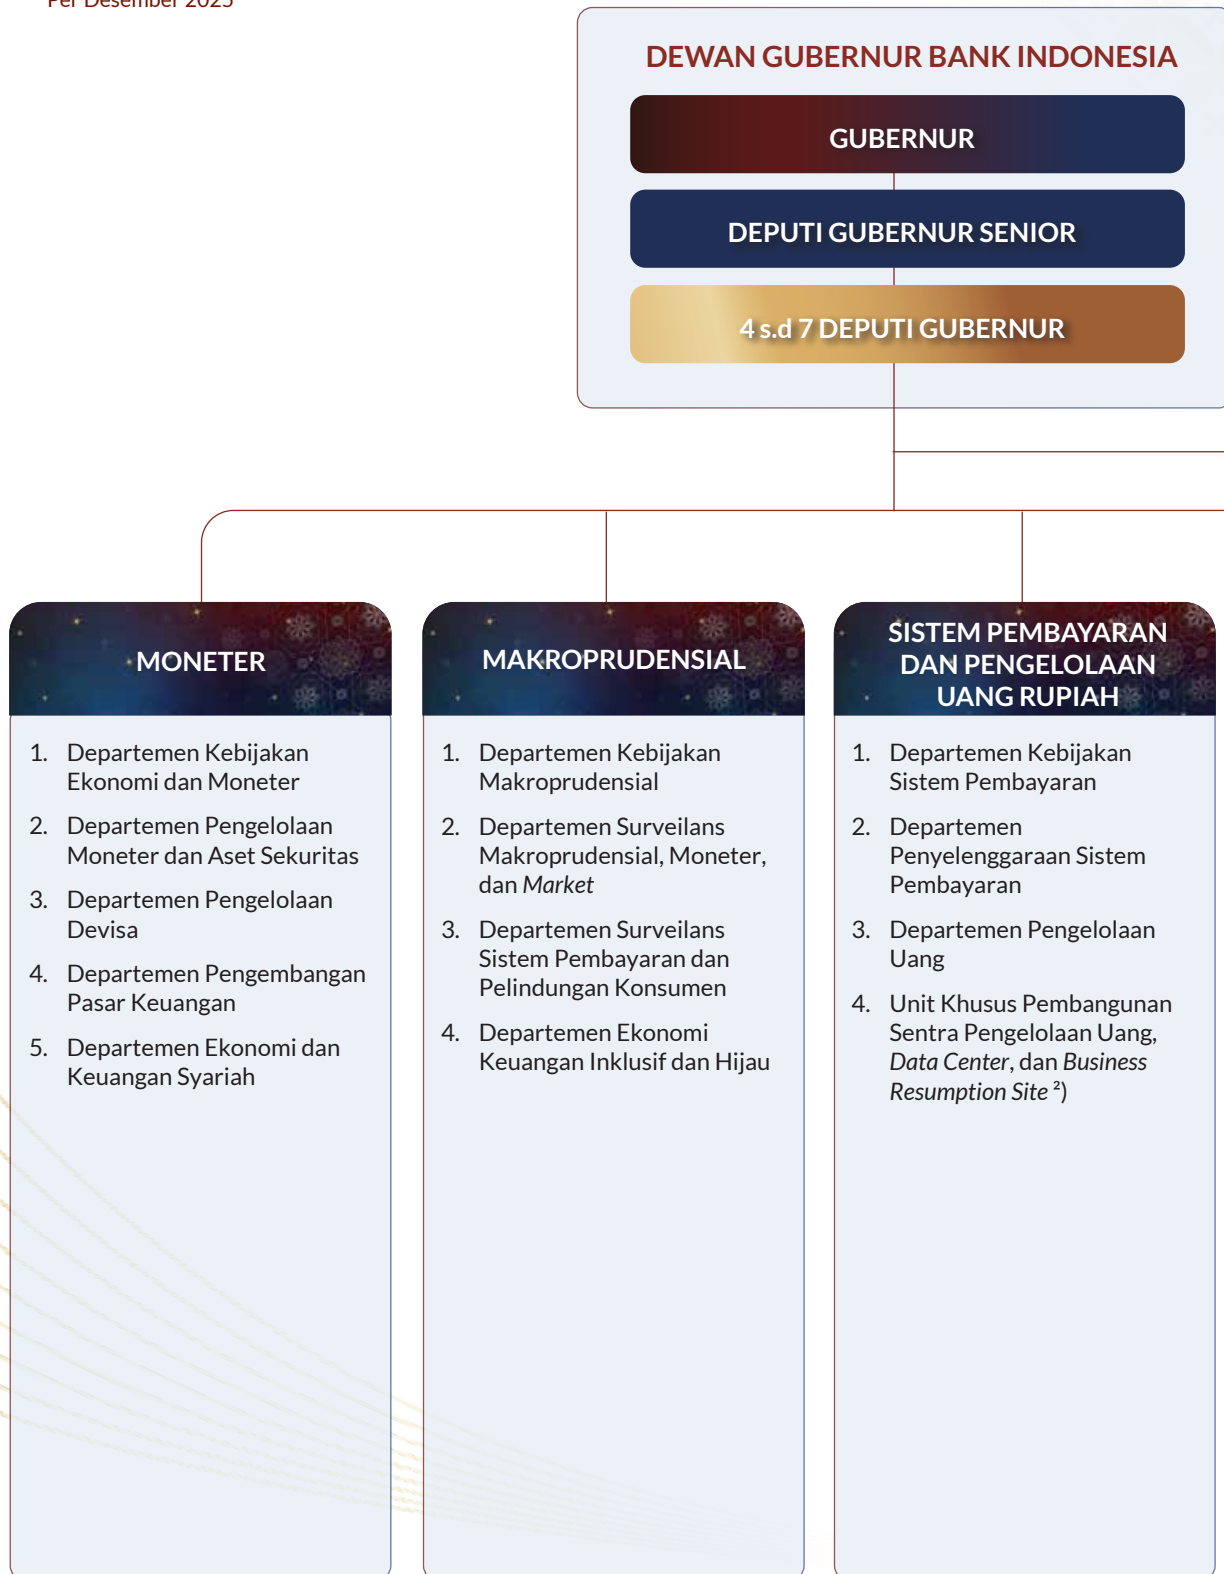 Per Desember 2025
DEWAN GUBERNUR BANK INDONESIA
GUBERNUR
DEPUTI GUBERNUR SENIOR
4 s.d 7 DEPUTI GUBERNUR
MONETER
1. Departemen Kebijakan
Ekonomi dan Moneter
2. Departemen Pengelolaan
Moneter dan Aset Sekuritas
3. Departemen Pengelolaan
Devisa
4. Departemen Pengembangan
Pasar Keuangan
5. Departemen Ekonomi dan
Keuangan Syariah
MAKROPRUDENSIAL
1. Departemen Kebijakan
Makroprudensial
2. Departemen Surveilans
Makroprudensial, Moneter,
dan Market
3. Departemen Surveilans
Sistem Pembayaran dan
Pelindungan Konsumen
4. Departemen Ekonomi
Keuangan Inklusif dan Hijau
SISTEM PEMBAYARAN
DAN PENGELOLAAN
UANG RUPIAH
1. Departemen Kebijakan
Sistem Pembayaran
2. Departemen
Penyelenggaraan Sistem
Pembayaran
3. Departemen Pengelolaan
Uang
4. Unit Khusus Pembangunan
Sentra Pengelolaan Uang,
Data Center, dan Business
Resumption Site ²)